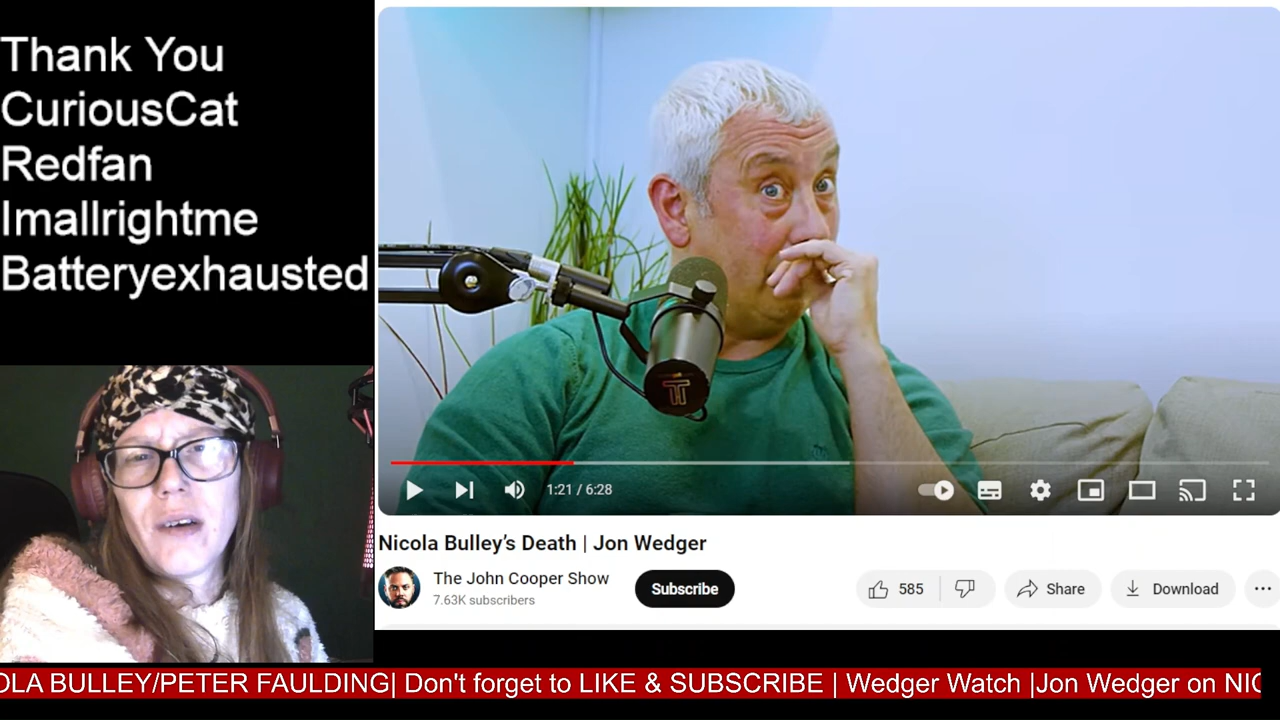 Thank You
CuriousCat
Redfan
Imallrightme
Batteryexhausted
1:21 / 6:28
Nicola Bulley’s Death | Jon Wedger
The John Cooper Show
7.63K subscribers
Subscribe
585
Share
Download
OLA BULLEY/PETER FAULDING| Don't forget to LIKE & SUBSCRIBE | Wedger Watch |Jon Wedger on NIC